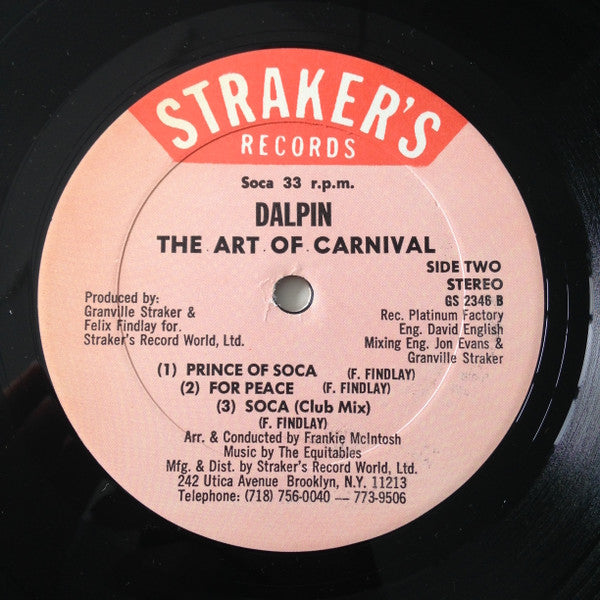 STRAKER'S
RECORDS
Soca 33 r.p.m.
DALPIN
THE ART OF CARNIVAL
SIDE TWO
STEREO
GS 2346 B
Produced by:
Granville Straker &
Felix Findlay for.
Straker's Record World, Ltd.
Rec. Platinum Factory
Eng. David English
Mixing Eng. Jon Evans &
Granville Straker
(1) PRINCE OF SOCA (F. FINDLAY)
(2) FOR PEACE (F. FINDLAY)
(3) SOCA (Club Mix)
(F. FINDLAY)
Arr. & Conducted by Frankie McIntosh
Music by The Equitables
Mfg. & Dist. by Straker's Record World, Ltd.
242 Utica Avenue Brooklyn, N.Y. 11213
Telephone: (718) 756-0040 — 773-9506